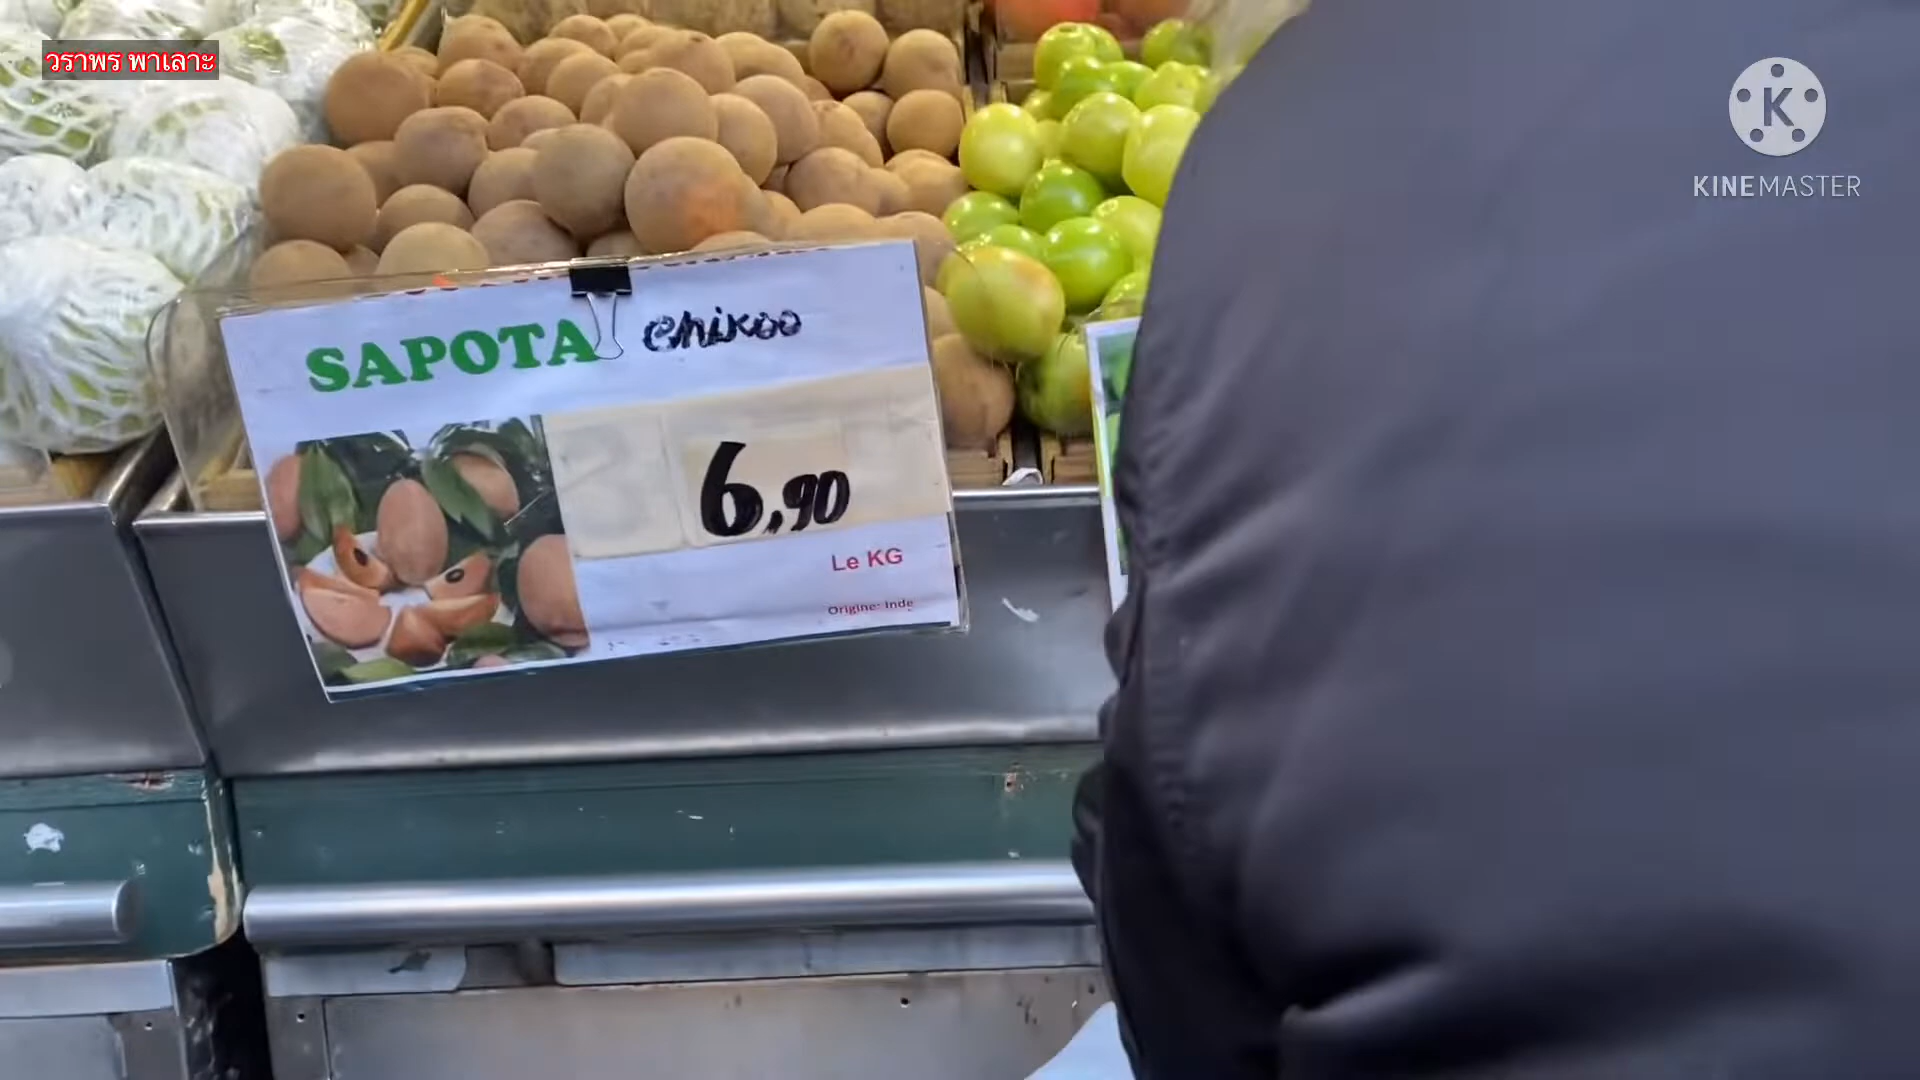 วราพร พาเลาะ
K
KINEMASTER
SAPOTA chikoo
6,90
Le KG
Origine: Inde